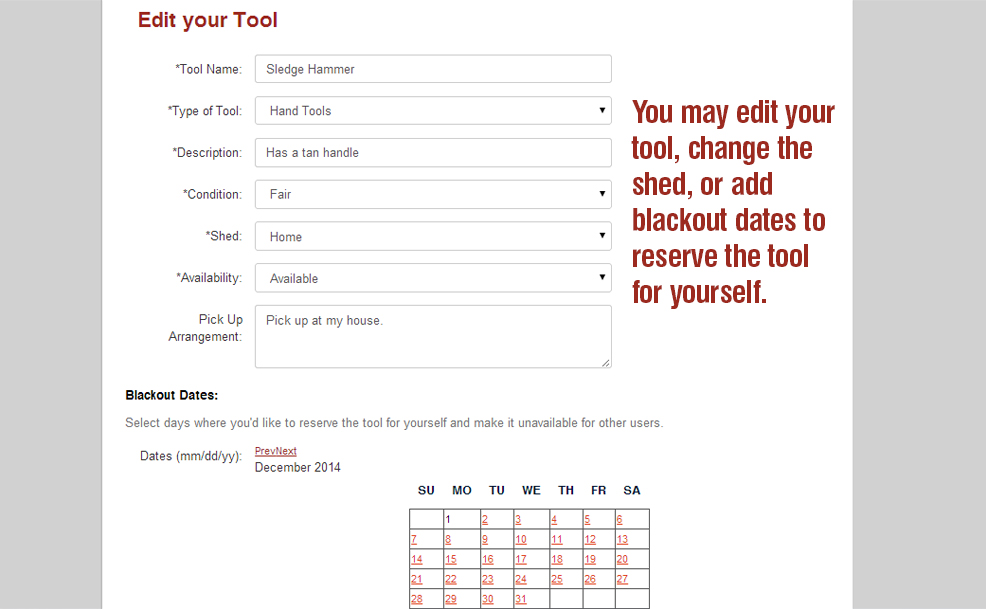 Edit your Tool
*Tool Name: Sledge Hammer
*Type of Tool: Hand Tools
*Description: Has a tan handle
*Condition: Fair
*Shed: Home
*Availability: Available
Pick Up
Arrangement:
Pick up at my house.
You may edit your
tool, change the
shed, or add
blackout dates to
reserve the tool
for yourself.
Blackout Dates:
Select days where you'd like to reserve the tool for yourself and make it unavailable for other users.
Dates (mm/dd/yy): PrevNext
December 2014
SU MO TU WE TH FR SA
1 2 3 4 5 6
7 8 9 10 11 12 13
14 15 16 17 18 19 20
21 22 23 24 25 26 27
28 29 30 31